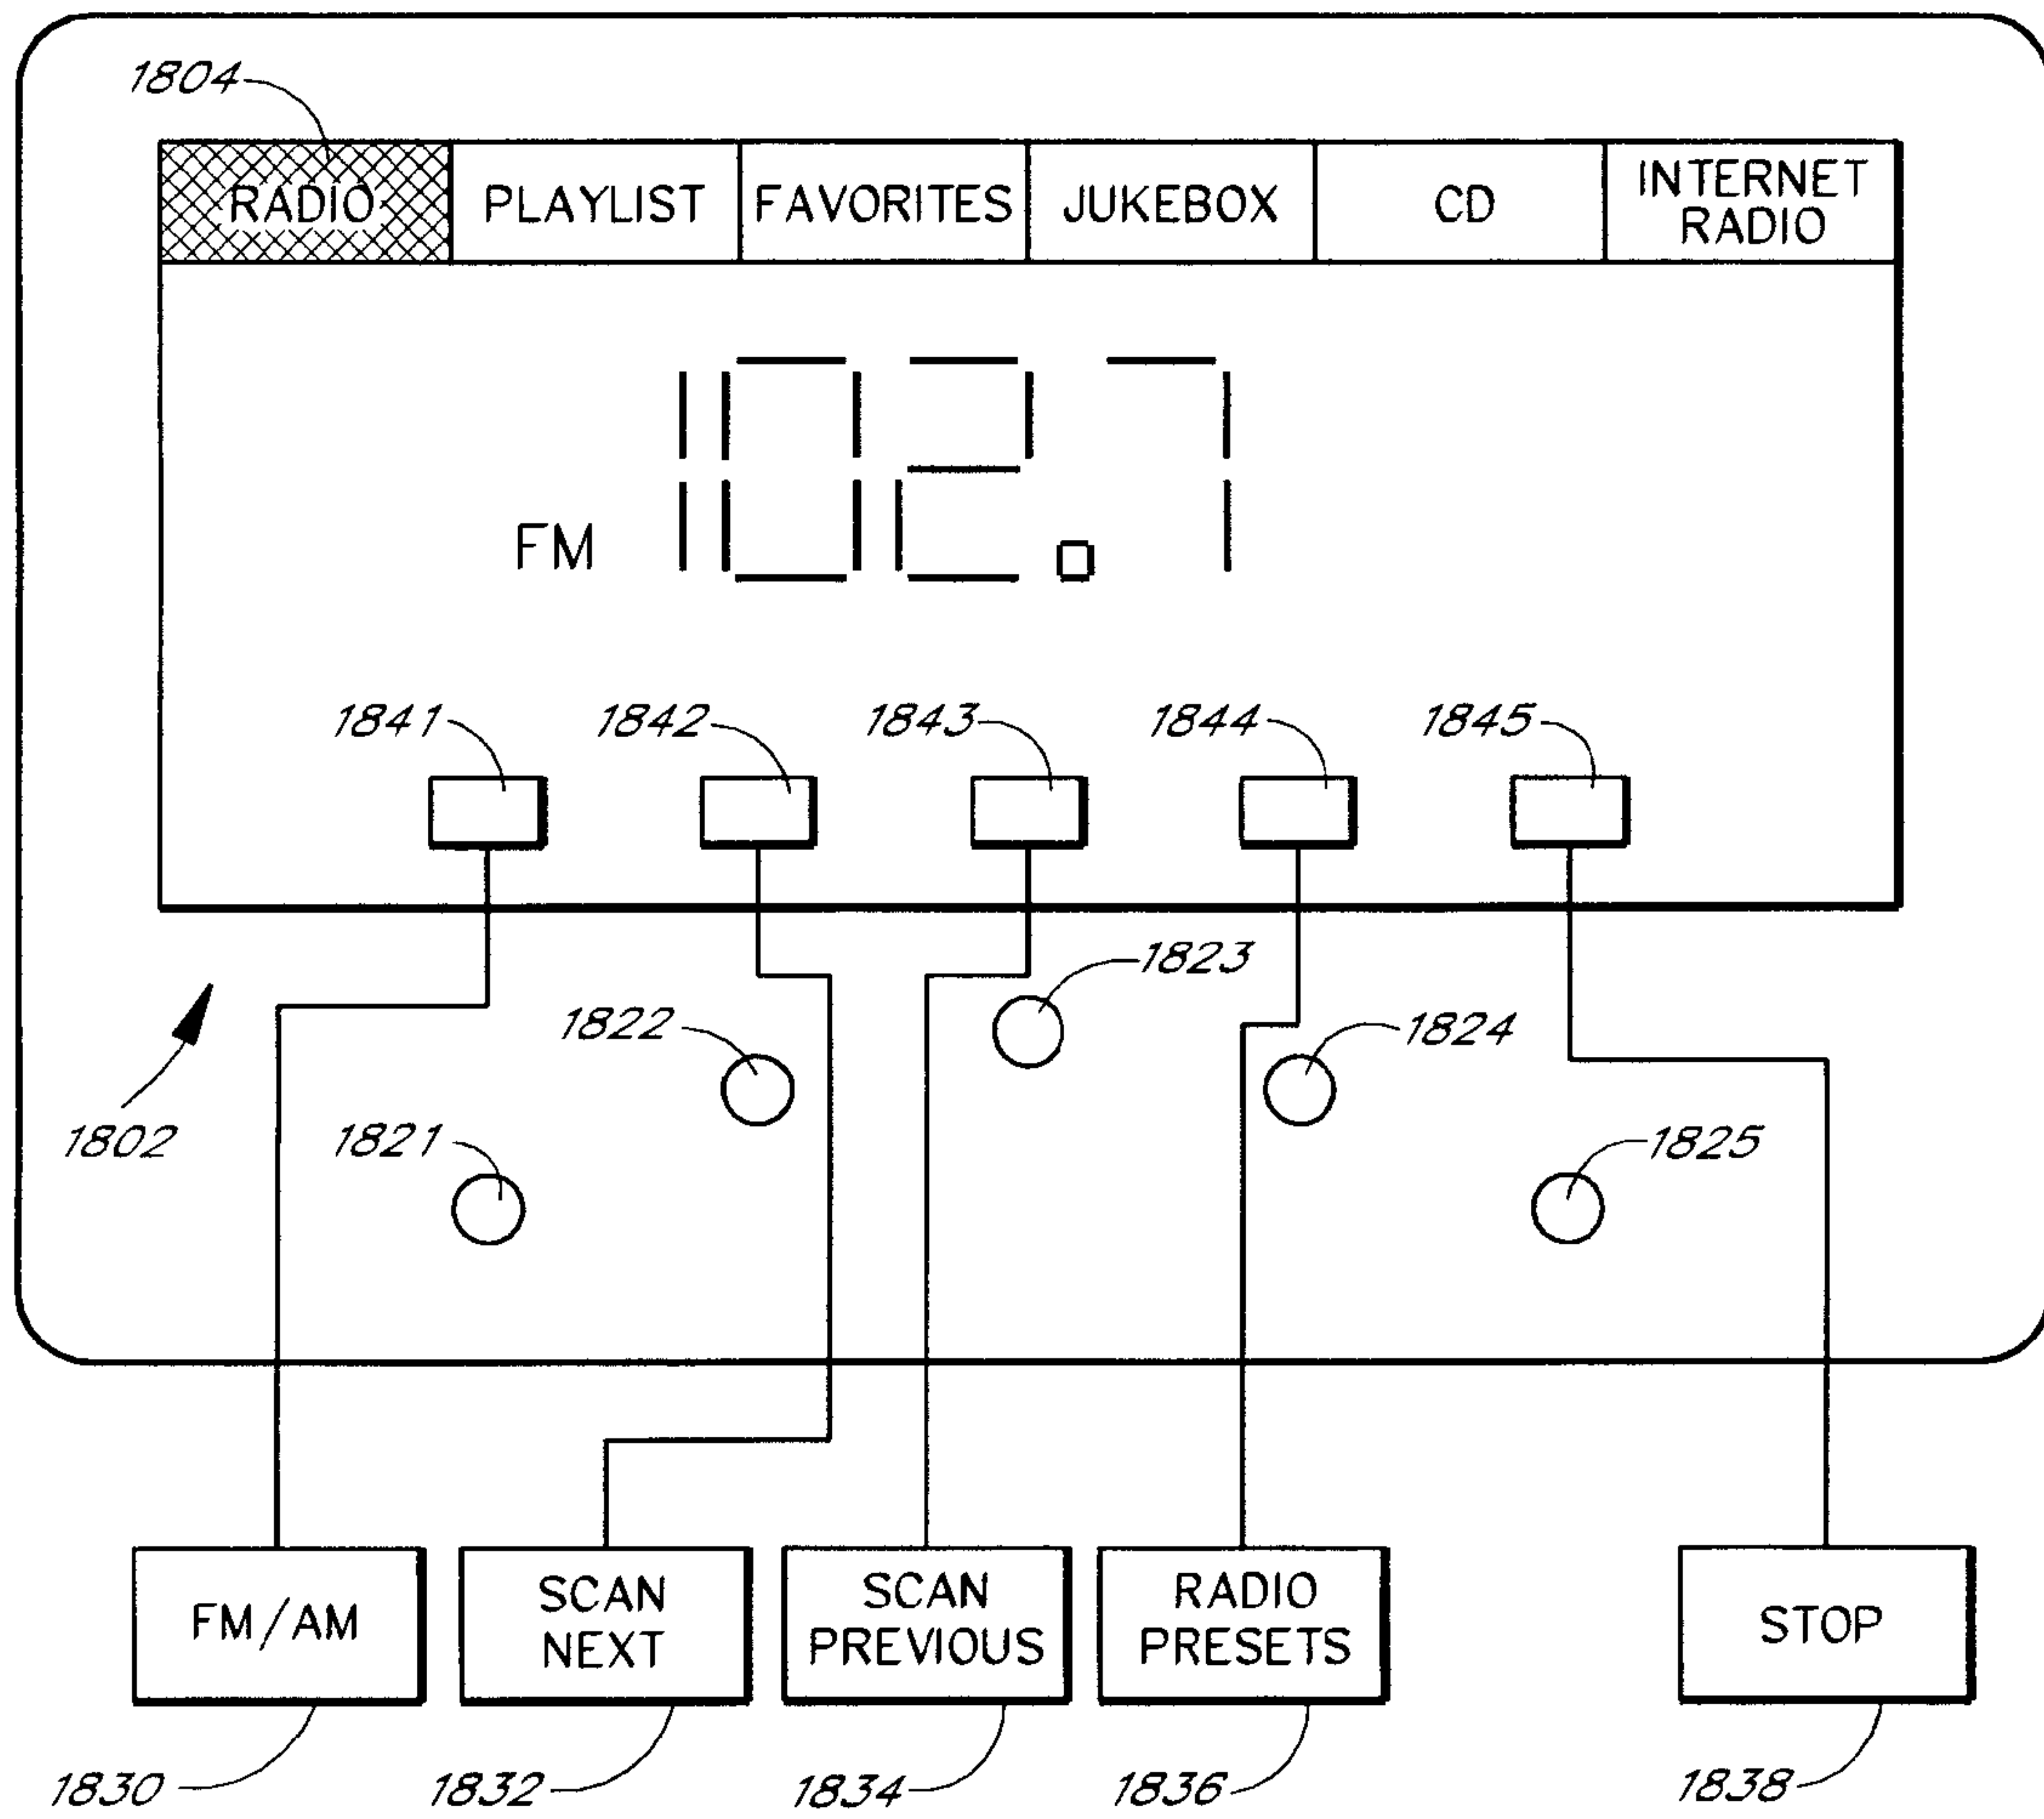 1804
RADIO PLAYLIST FAVORITES JUKEBOX CD INTERNET RADIO
FM 102.7
1841 1842 1843 1844 1845
1823
1822 1824
1802 1821 1825
FM/AM
SCAN
NEXT
SCAN
PREVIOUS
RADIO
PRESETS
STOP
1830 1832 1834 1836 1838